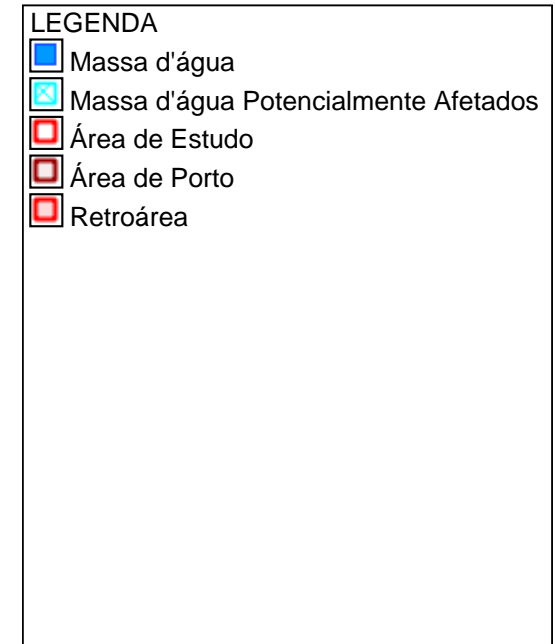 LEGENDA
Massa d'água
Massa d'água Potencialmente Afetados
Área de Estudo
Área de Porto
Retroárea